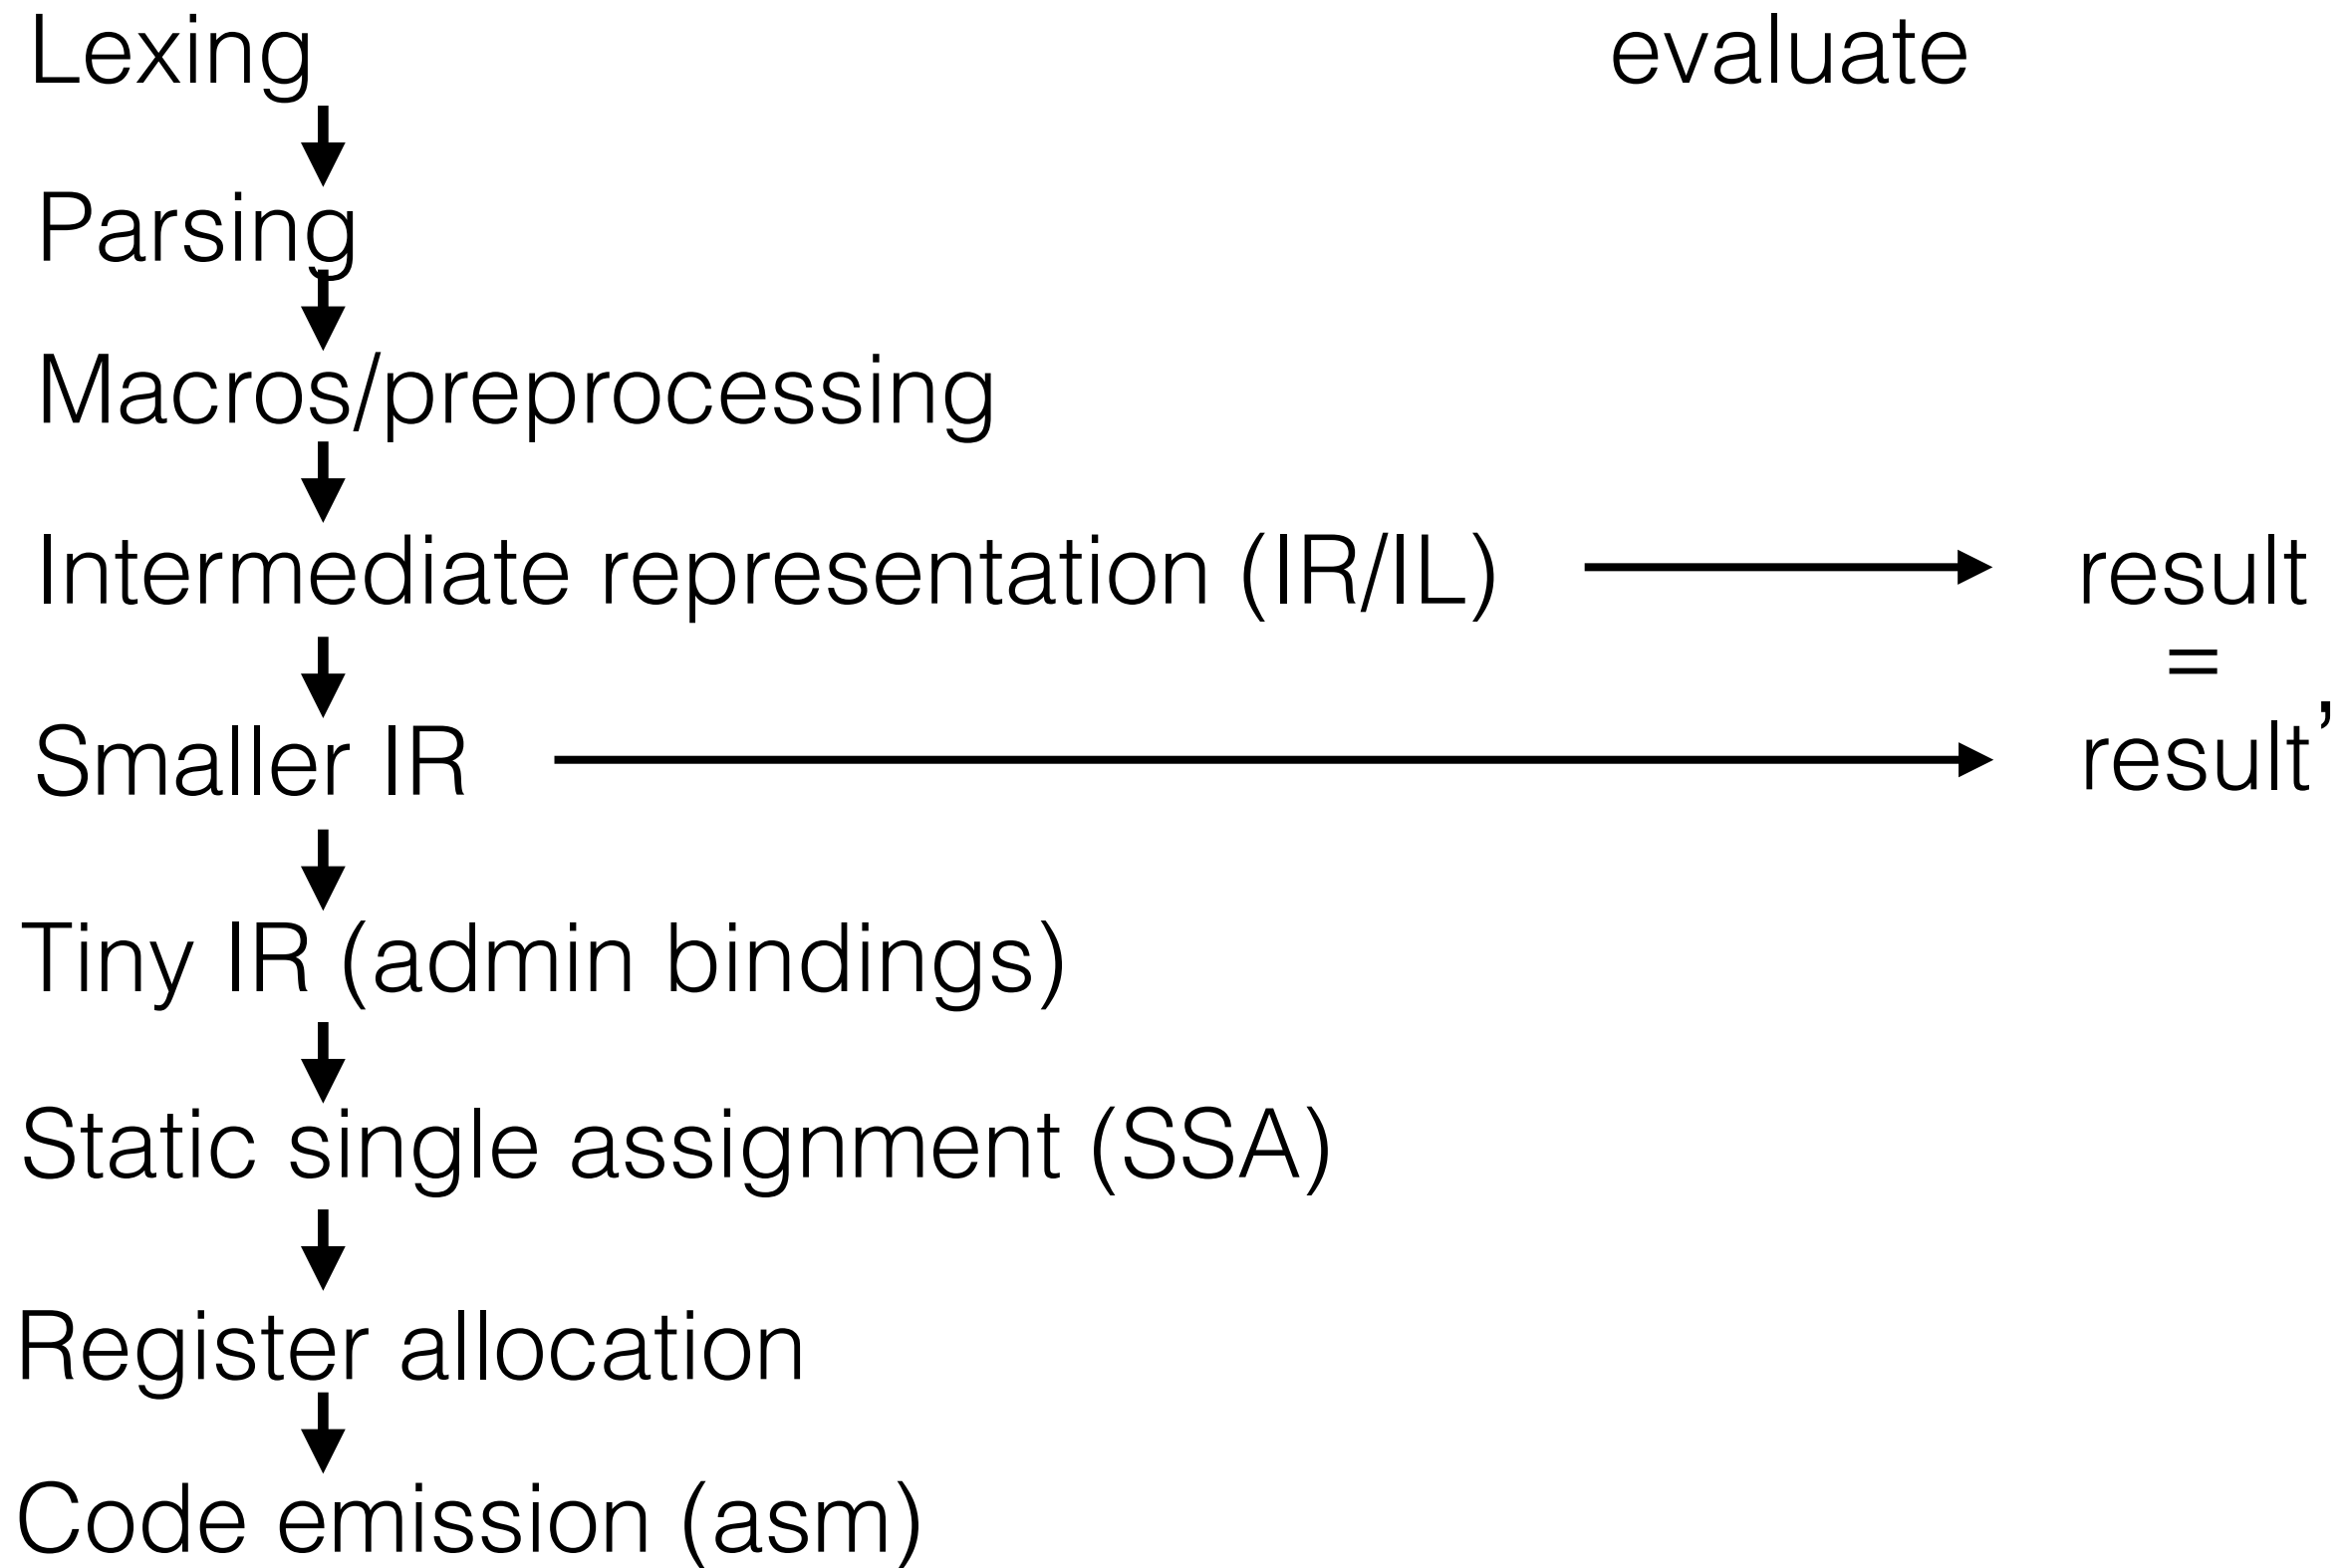 Lexing
evaluate
Parsing
Macros/preprocessing
Intermediate representation (IR/IL)
result
=
Smaller IR
result’
Tiny IR (admin bindings)
Static single assignment (SSA)
Register allocation
Code emission (asm)